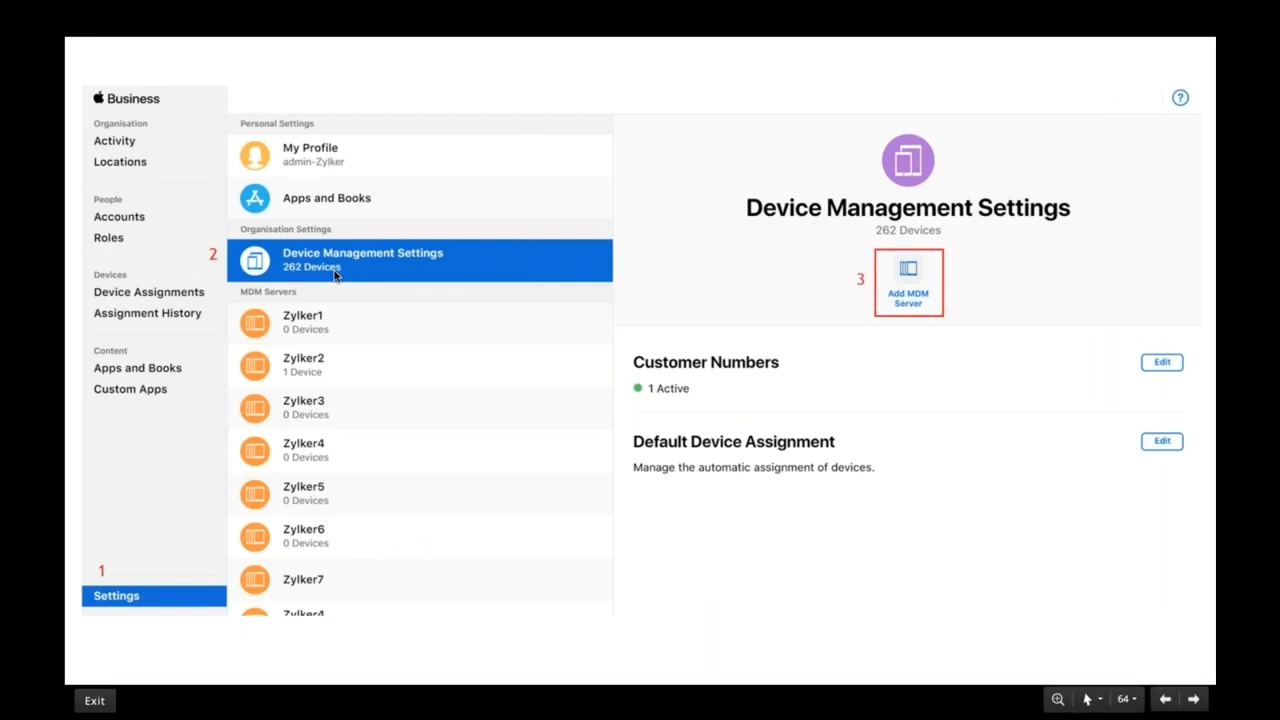 Business
Organisation
Activity
Locations
People
Accounts
Roles
2
Devices
Device Assignments
Assignment History
Content
Apps and Books
Custom Apps
1
Settings
Personal Settings
My Profile
admin-Zylker
Apps and Books
Organisation Settings
Device Management Settings
262 Devices
MDM Servers
Zylker1
0 Devices
Zylker2
1 Device
Zylker3
0 Devices
Zylker4
0 Devices
Zylker5
0 Devices
Zylker6
0 Devices
Zylker7
Zylker4
?
Device Management Settings
262 Devices
3
Add MDM
Server
Customer Numbers
Edit
1 Active
Default Device Assignment
Edit
Manage the automatic assignment of devices.
Exit
64